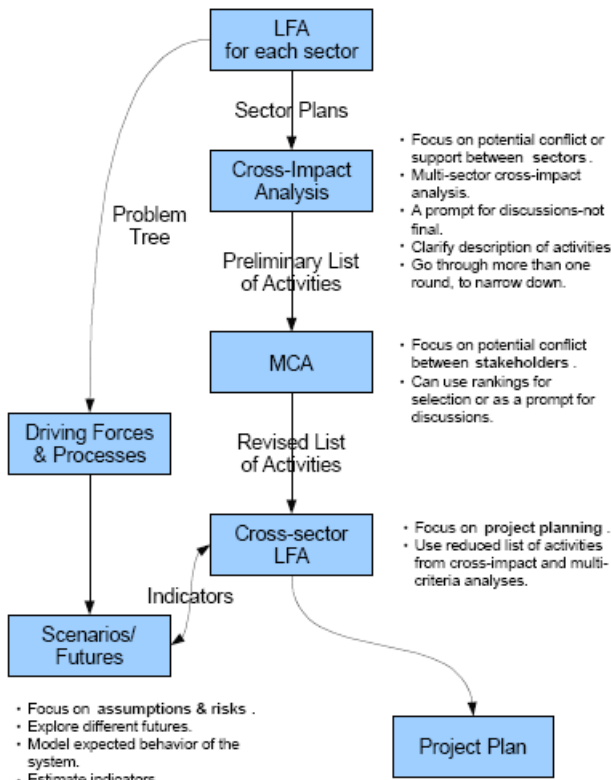 LFA
for each sector
Sector Plans
Cross-Impact
Analysis
• Focus on potential conflict or
support between sectors .
• Multi-sector cross-impact
analysis.
• A prompt for discussions-not
final.
• Clarify description of activities
• Go through more than one
round, to narrow down.
Problem
Tree
Preliminary List
of Activities
MCA
• Focus on potential conflict
between stakeholders .
• Can use rankings for
selection or as a prompt for
discussions.
Driving Forces
& Processes
Revised List
of Activities
Cross-sector
LFA
• Focus on project planning .
• Use reduced list of activities
from cross-impact and multi-
criteria analyses.
Indicators
Scenarios/
Futures
• Focus on assumptions & risks .
• Explore different futures.
• Model expected behavior of the
system.
• Estimate indicators
Project Plan